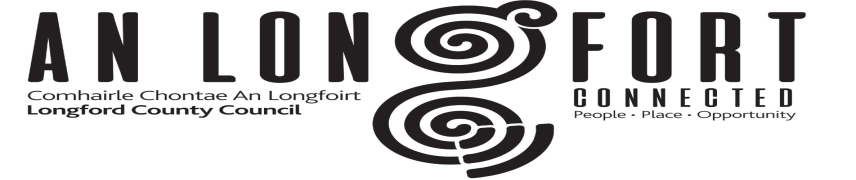 AN LONGFORT
Comhairle Chontae An Longfoirt
Longford County Council
CONNECTED
People · Place · Opportunity